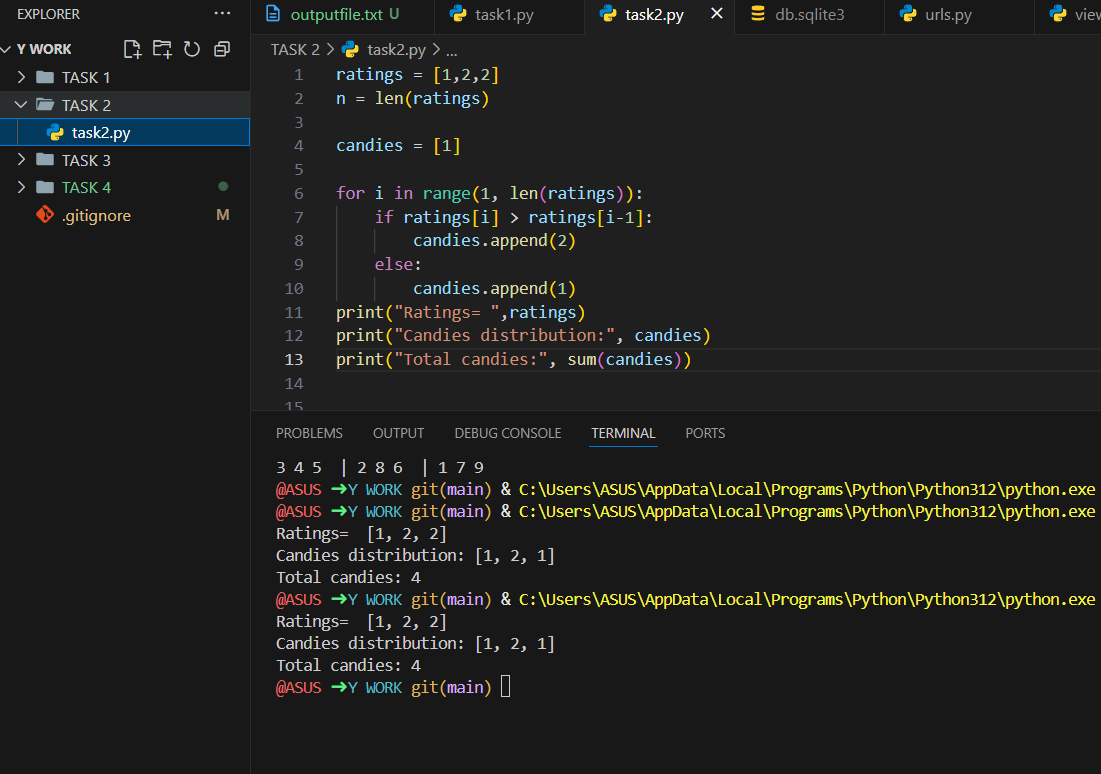 EXPLORER ...
Y WORK
TASK 1
TASK 2
task2.py
TASK 3
TASK 4
.gitignore M
outputfile.txt U task1.py task2.py db.sqlite3 urls.py
TASK 2 > task2.py > ...
1 ratings = [1,2,2]
2 n = len(ratings)
3
4 candies = [1]
5
6 for i in range(1, len(ratings)):
7 if ratings[i] > ratings[i-1]:
8 candies.append(2)
9 else:
10 candies.append(1)
11 print("Ratings= ",ratings)
12 print("Candies distribution:", candies)
13 print("Total candies:", sum(candies))
14
15
PROBLEMS OUTPUT DEBUG CONSOLE TERMINAL PORTS
3 4 5 | 2 8 6 | 1 7 9
@ASUS ➜Y WORK git(main) & C:\Users\ASUS\AppData\Local\Programs\Python\Python312\python.exe
@ASUS ➜Y WORK git(main) & C:\Users\ASUS\AppData\Local\Programs\Python\Python312\python.exe
Ratings=  [1, 2, 2]
Candies distribution: [1, 2, 1]
Total candies: 4
@ASUS ➜Y WORK git(main) & C:\Users\ASUS\AppData\Local\Programs\Python\Python312\python.exe
Ratings=  [1, 2, 2]
Candies distribution: [1, 2, 1]
Total candies: 4
@ASUS ➜Y WORK git(main)